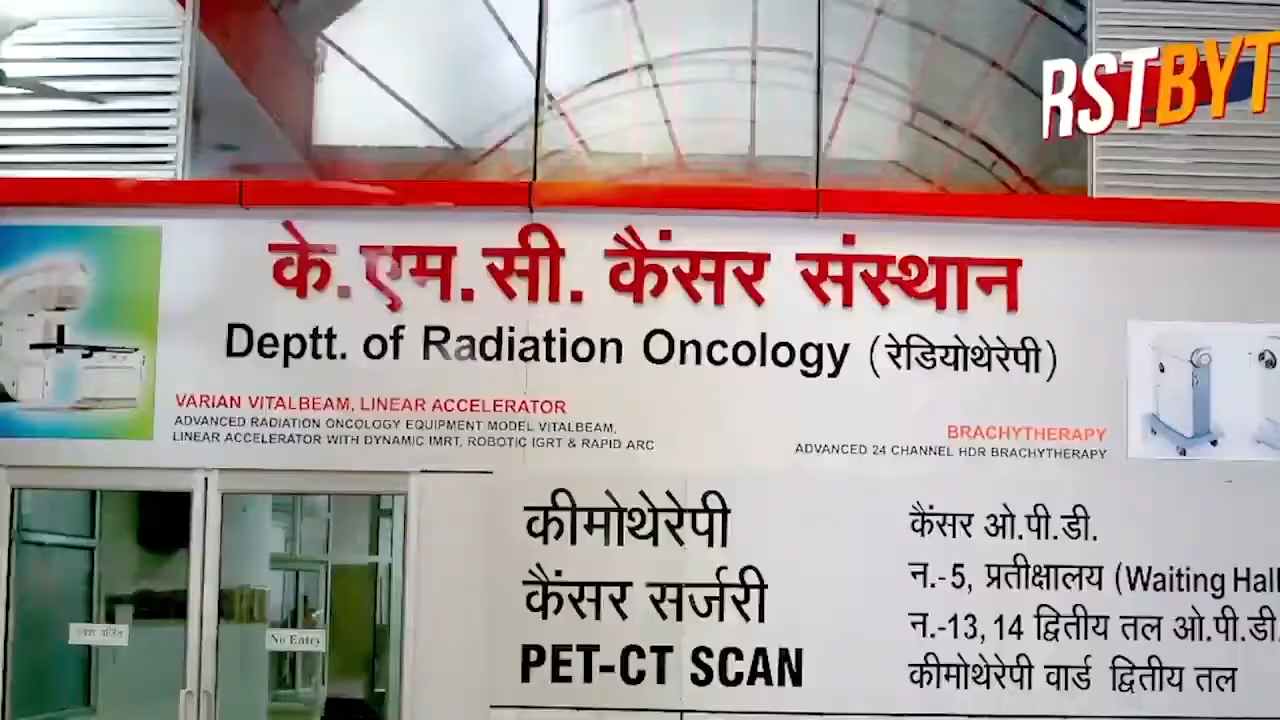 RSTBYT
के.एम.सी. कैंसर संस्थान
Deptt. of Radiation Oncology (रेडियोथेरेपी)
VARIAN VITALBEAM, LINEAR ACCELERATOR
ADVANCED RADIATION ONCOLOGY EQUIPMENT MODEL VITALBEAM,
LINEAR ACCELERATOR WITH DYNAMIC IMRT, ROBOTIC IGRT & RAPID ARC
BRACHYTHERAPY
ADVANCED 24 CHANNEL HDR BRACHYTHERAPY
कीमोथेरेपी
कैंसर सर्जरी
PET-CT SCAN
कैंसर ओ.पी.डी.
न.-5, प्रतीक्षालय (Waiting Hall
न.-13, 14 द्वितीय तल ओ.पी.डी.
कीमोथेरेपी वार्ड द्वितीय तल
प्रवेश वर्जित
No Entry